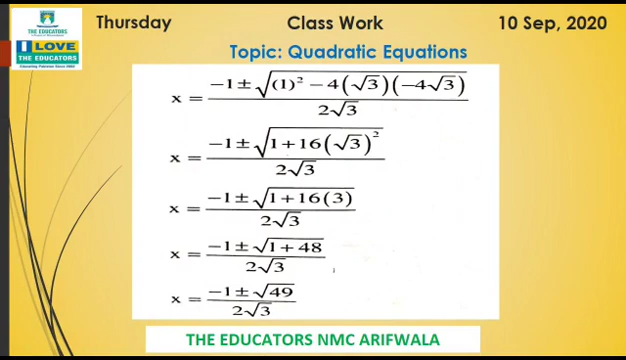 Thursday Class Work 10 Sep, 2020
THE EDUCATORS
I LOVE
THE EDUCATORS
Topic: Quadratic Equations
x = (-1 ± √((1)² - 4(√3)(-4√3))) / 2√3
x = (-1 ± √(1 + 16(√3)²)) / 2√3
x = (-1 ± √(1 + 16(3))) / 2√3
x = (-1 ± √(1 + 48)) / 2√3
x = (-1 ± √49) / 2√3
THE EDUCATORS NMC ARIFWALA